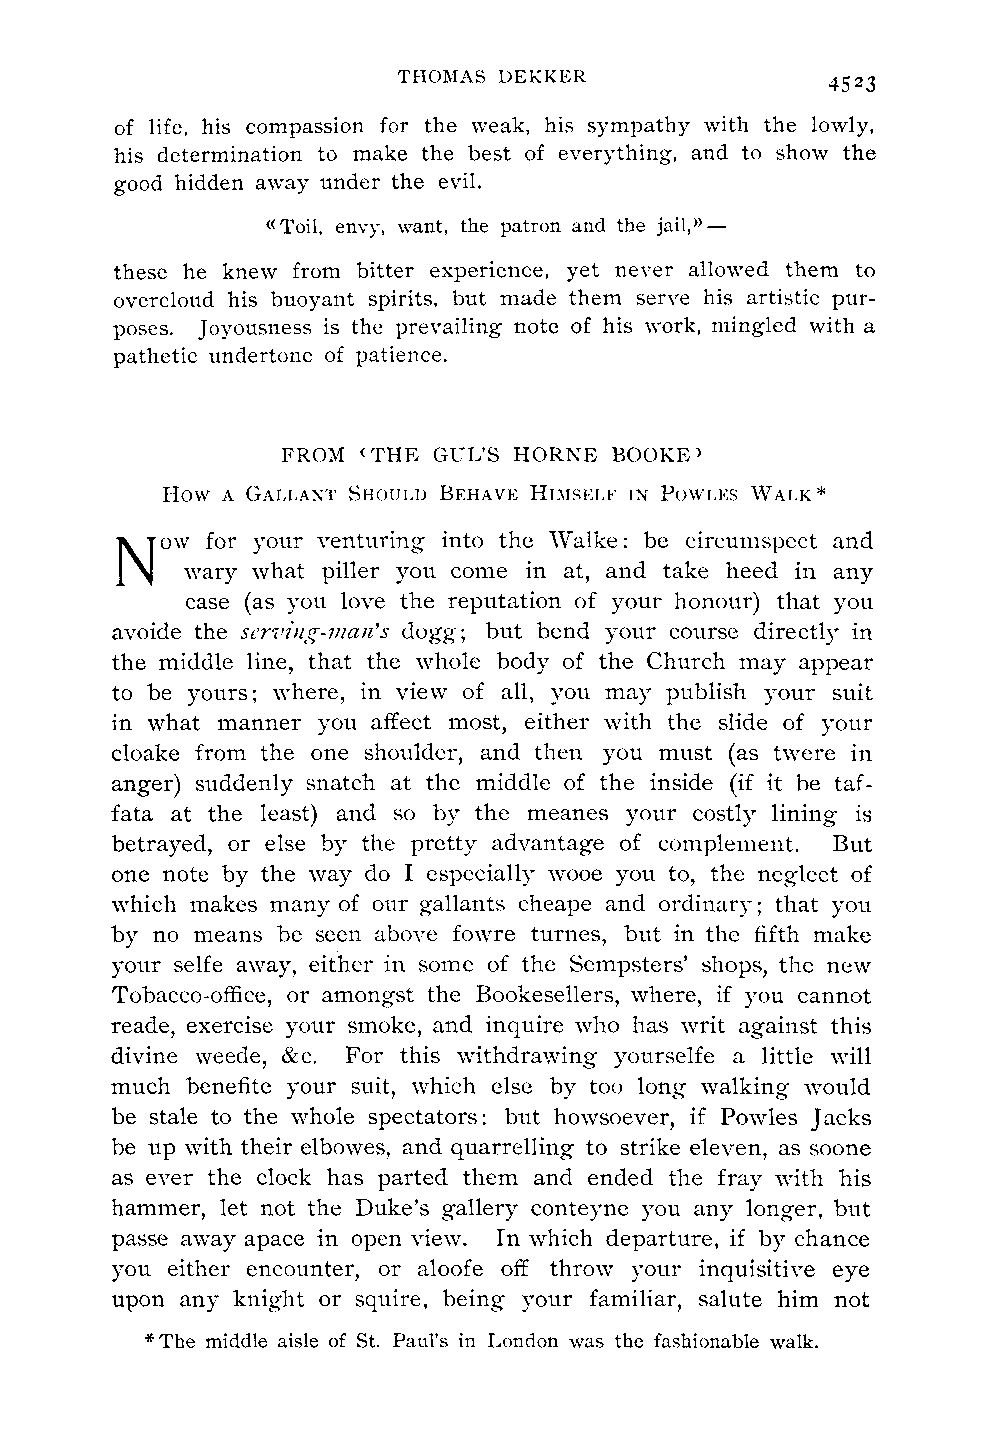 THOMAS DEKKER
4523
of life, his compassion for the weak, his sympathy with the lowly,
his determination to make the best of everything, and to show the
good hidden away under the evil.
«Toil, envy, want, the patron and the jail,»—
these he knew from bitter experience, yet never allowed them to
overcloud his buoyant spirits, but made them serve his artistic pur-
poses. Joyousness is the prevailing note of his work, mingled with a
pathetic undertone of patience.
FROM ‹THE GUL'S HORNE BOOKE›
HOW A GALLANT SHOULD BEHAVE HIMSELF IN POWLES WALK*
Now for your venturing into the Walke: be circumspect and
wary what piller you come in at, and take heed in any
case (as you love the reputation of your honour) that you
avoide the serving-man's dogg; but bend your course directly in
the middle line, that the whole body of the Church may appear
to be yours; where, in view of all, you may publish your suit
in what manner you affect most, either with the slide of your
cloake from the one shoulder, and then you must (as twere in
anger) suddenly snatch at the middle of the inside (if it be taf-
fata at the least) and so by the meanes your costly lining is
betrayed, or else by the pretty advantage of complement. But
one note by the way do I especially wooe you to, the neglect of
which makes many of our gallants cheape and ordinary; that you
by no means be seen above fowre turnes, but in the fifth make
your selfe away, either in some of the Sempsters' shops, the new
Tobacco-office, or amongst the Bookesellers, where, if you cannot
reade, exercise your smoke, and inquire who has writ against this
divine weede, &c. For this withdrawing yourselfe a little will
much benefite your suit, which else by too long walking would
be stale to the whole spectators: but howsoever, if Powles Jacks
be up with their elbowes, and quarrelling to strike eleven, as soone
as ever the clock has parted them and ended the fray with his
hammer, let not the Duke's gallery conteyne you any longer, but
passe away apace in open view. In which departure, if by chance
you either encounter, or aloofe off throw your inquisitive eye
upon any knight or squire, being your familiar, salute him not
*The middle aisle of St. Paul's in London was the fashionable walk.